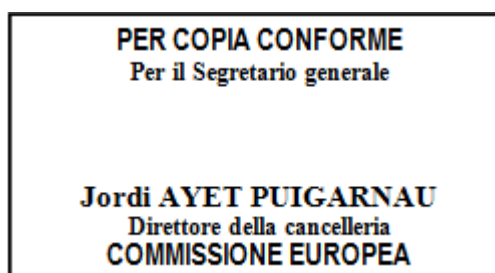 PER COPIA CONFORME
Per il Segretario generale
Jordi AYET PUIGARNAU
Direttore della cancelleria
COMMISSIONE EUROPEA